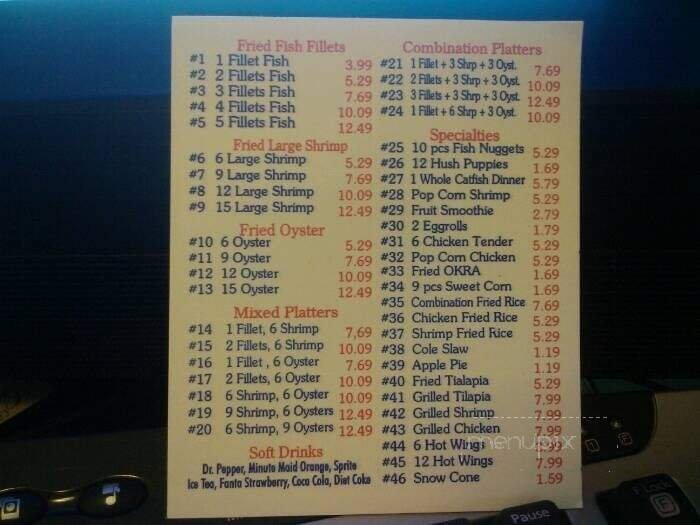 Fried Fish Fillets
#1 1 Fillet Fish 3.99
#2 2 Fillets Fish 5.29
#3 3 Fillets Fish 7.69
#4 4 Fillets Fish 10.09
#5 5 Fillets Fish 12.49
Fried Large Shrimp
#6 6 Large Shrimp 5.29
#7 9 Large Shrimp 7.69
#8 12 Large Shrimp 10.09
#9 15 Large Shrimp 12.49
Fried Oyster
#10 6 Oyster 5.29
#11 9 Oyster 7.69
#12 12 Oyster 10.09
#13 15 Oyster 12.49
Mixed Platters
#14 1 Fillet, 6 Shrimp 7,69
#15 2 Fillets, 6 Shrimp 10.09
#16 1 Fillet , 6 Oyster 7.69
#17 2 Fillets, 6 Oyster 10.09
#18 6 Shrimp, 6 Oyster 10.09
#19 9 Shrimp, 6 Oysters 12.49
#20 6 Shrimp, 9 Oysters 12.49
Soft Drinks
Dr. Pepper, Minute Maid Orange, Sprite
Ice Tea, Fanta Strawberry, Coca Cola, Diet Coke
Combination Platters
#21 1 Fillet + 3 Shrp + 3 Oyst. 7.69
#22 2 Fillets + 3 Shrp + 3 Oyst. 10.09
#23 3 Fillets + 3 Shrp + 3 Oyst. 12.49
#24 1 Fillet + 6 Shrp + 3 Oyst. 10.09
Specialties
#25 10 pcs Fish Nuggets 5.29
#26 12 Hush Puppies 1.69
#27 1 Whole Catfish Dinner 5.79
#28 Pop Corn Shrimp 5.29
#29 Fruit Smoothie 2.79
#30 2 Eggrolls 1.79
#31 6 Chicken Tender 5.29
#32 Pop Corn Chicken 5.29
#33 Fried OKRA 1.69
#34 9 pcs Sweet Corn 1.69
#35 Combination Fried Rice 7.69
#36 Chicken Fried Rice 5.29
#37 Shrimp Fried Rice 5.29
#38 Cole Slaw 1.19
#39 Apple Pie 1.19
#40 Fried Tialapia 5.29
#41 Grilled Tilapia 7.99
#42 Grilled Shrimp 7.99
#43 Grilled Chicken 7.99
#44 6 Hot Wings
#45 12 Hot Wings 7.99
#46 Snow Cone 1.59
menupix
Pause